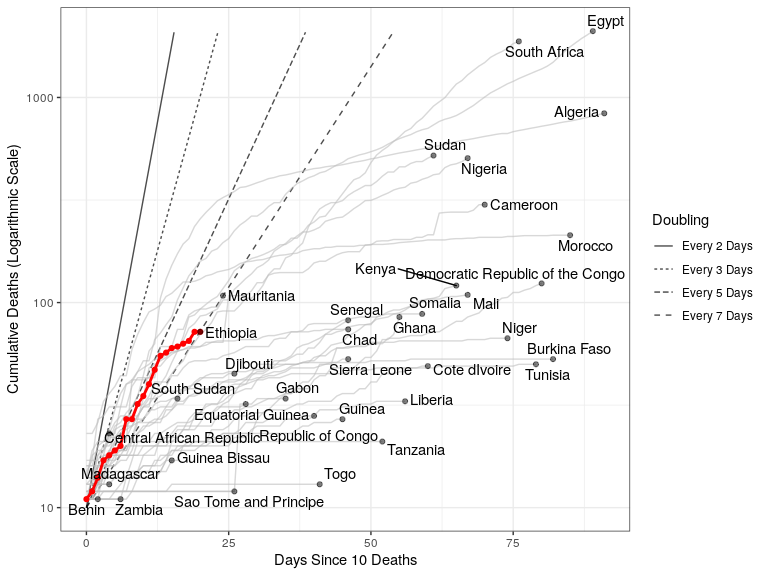 Egypt
South Africa
Algeria
Sudan
Nigeria
Cameroon
Morocco
Kenya
Democratic Republic of the Congo
Mauritania
Somalia
Mali
Senegal
Ghana
Ethiopia
Chad
Niger
Burkina Faso
Djibouti
Sierra Leone
Cote dIvoire
Tunisia
South Sudan
Gabon
Liberia
Equatorial Guinea
Guinea
Central African Republic
Republic of Congo
Tanzania
Guinea Bissau
Madagascar
Togo
Sao Tome and Principe
Benin
Zambia
1000
100
10
0
25
50
75
Days Since 10 Deaths
Cumulative Deaths (Logarithmic Scale)
Doubling
Every 2 Days
Every 3 Days
Every 5 Days
Every 7 Days